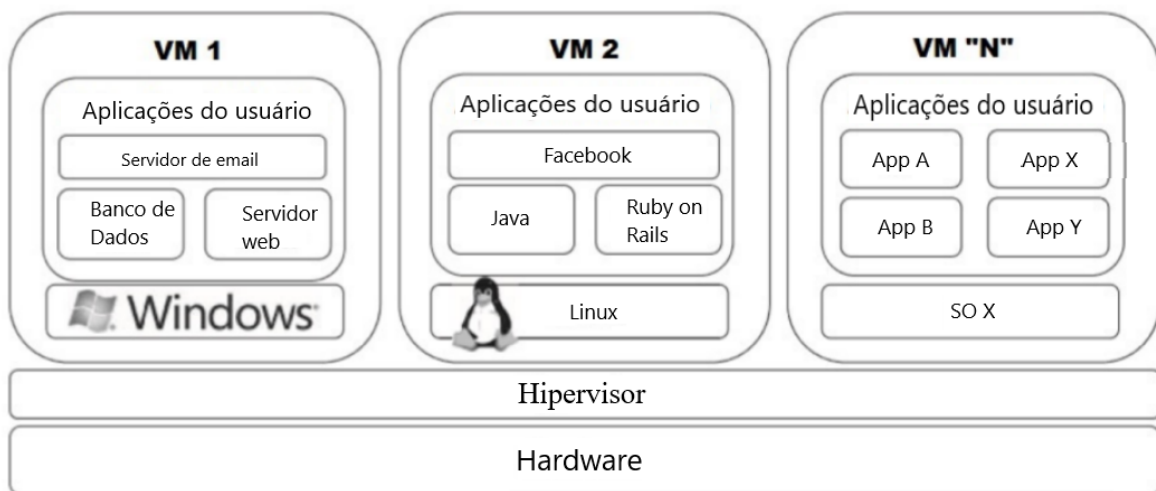 VM 1
Aplicações do usuário
Servidor de email
Banco de
Dados
Servidor
web
Windows
VM 2
Aplicações do usuário
Facebook
Java
Ruby on
Rails
Linux
VM "N"
Aplicações do usuário
App A
App X
App B
App Y
SO X
Hipervisor
Hardware